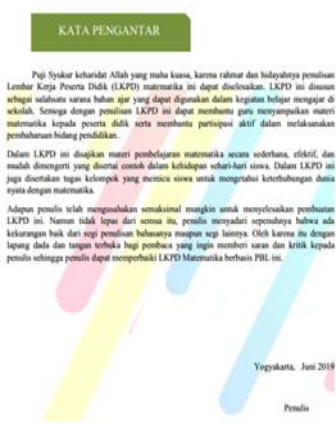 KATA PENGANTAR
Puji Syukur keharidat Allah yang maha kuasa, karena rahmat dan hidayahnya penulisan
Lembar Kerja Peserta Didik (LKPD) matematika ini dapat diselesaikan. LKPD ini disusun
sebagai salahsatu sarana bahan ajar yang dapat digunakan dalam kegiatan belajar mengajar di
sekolah. Semoga dengan penulisan LKPD ini dapat membantu guru menyampaikan materi
matematika kepada peserta didik serta membantu partisipasi aktif dalam melaksanakan
pembaharuan bidang pendidikan.
Dalam LKPD ini disajikan materi pembelajaran matematika secara sederhana, efektif, dan
mudah dimengerti yang disertai contoh dalam kehidupan sehari-hari siswa. Dalam LKPD ini
juga disertakan tugas kelompok yang memicu siswa untuk mengetahui keterhubungan dunia
nyata dengan matematika.
Adapun penulis telah mengusahakan semaksimal mungkin untuk menyelesaikan pembuatan
LKPD ini. Namun tidak lepas dari semua itu, penulis menyadari sepenuhnya bahwa ada
kekurangan baik dari segi penulisan bahasanya maupun segi lainnya. Oleh karena itu dengan
lapang dada dan tangan terbuka bagi pembaca yang ingin memberi saran dan kritik kepada
penulis sehingga penulis dapat memperbaiki LKPD Matematika berbasis PBL ini.
Yogyakarta, Juni 2019
Penulis